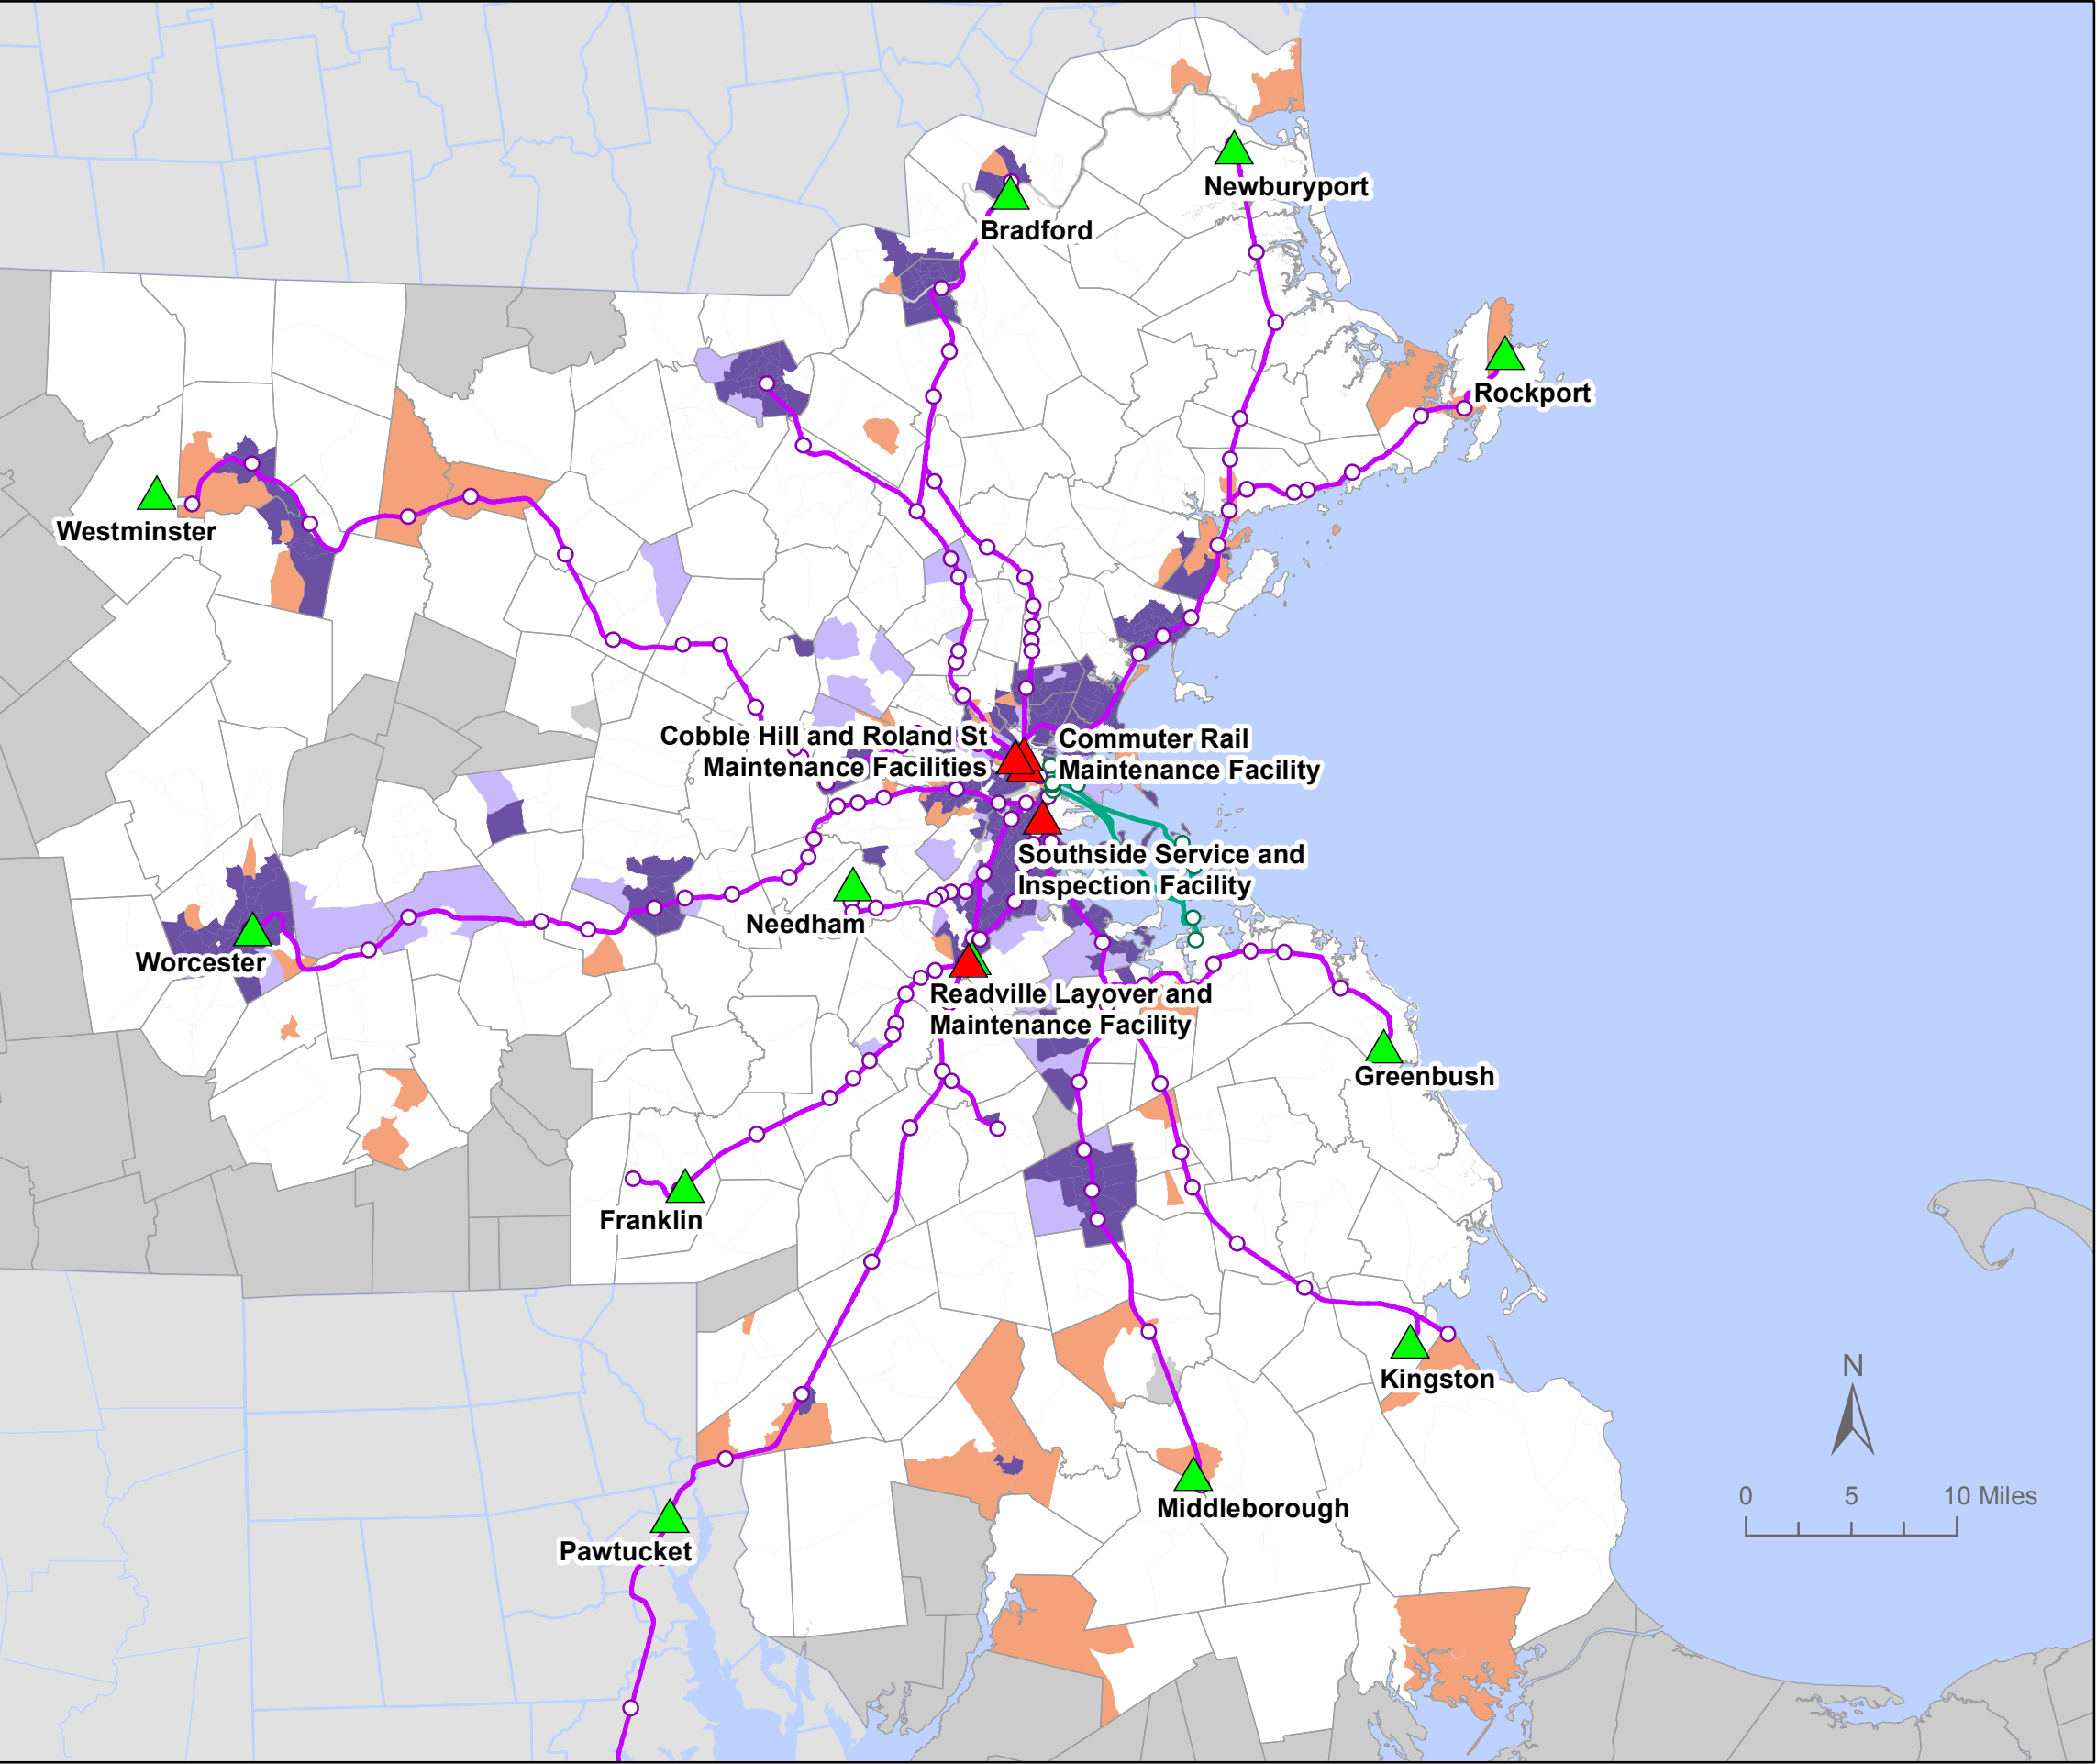 Newburyport
Bradford
Rockport
Westminster
Cobble Hill and Roland St
Maintenance Facilities
Commuter Rail
Maintenance Facility
Southside Service and
Inspection Facility
Needham
Worcester
Readville Layover and
Maintenance Facility
Greenbush
Franklin
Kingston
N
0 5 10 Miles
Middleborough
Pawtucket